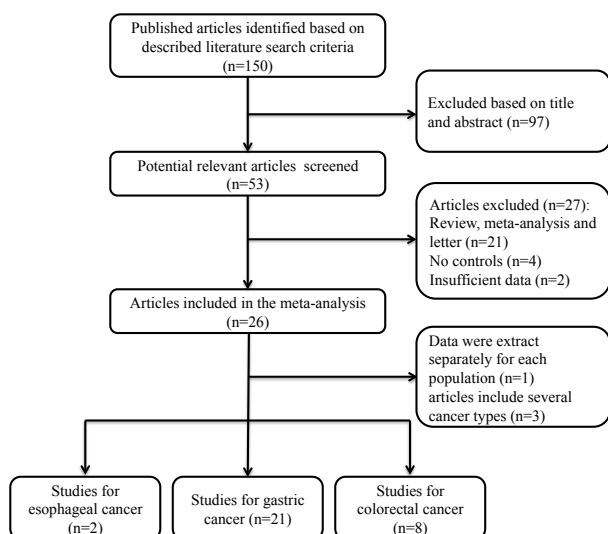 Published articles identified based on
described literature search criteria
(n=150)
Excluded based on title
and abstract (n=97)
Potential relevant articles screened
(n=53)
Articles excluded (n=27):
Review, meta-analysis and
letter (n=21)
No controls (n=4)
Insufficient data (n=2)
Articles included in the meta-analysis
(n=26)
Data were extract
separately for each
population (n=1)
articles include several
cancer types (n=3)
Studies for
esophageal cancer
(n=2)
Studies for gastric
cancer (n=21)
Studies for
colorectal cancer
(n=8)